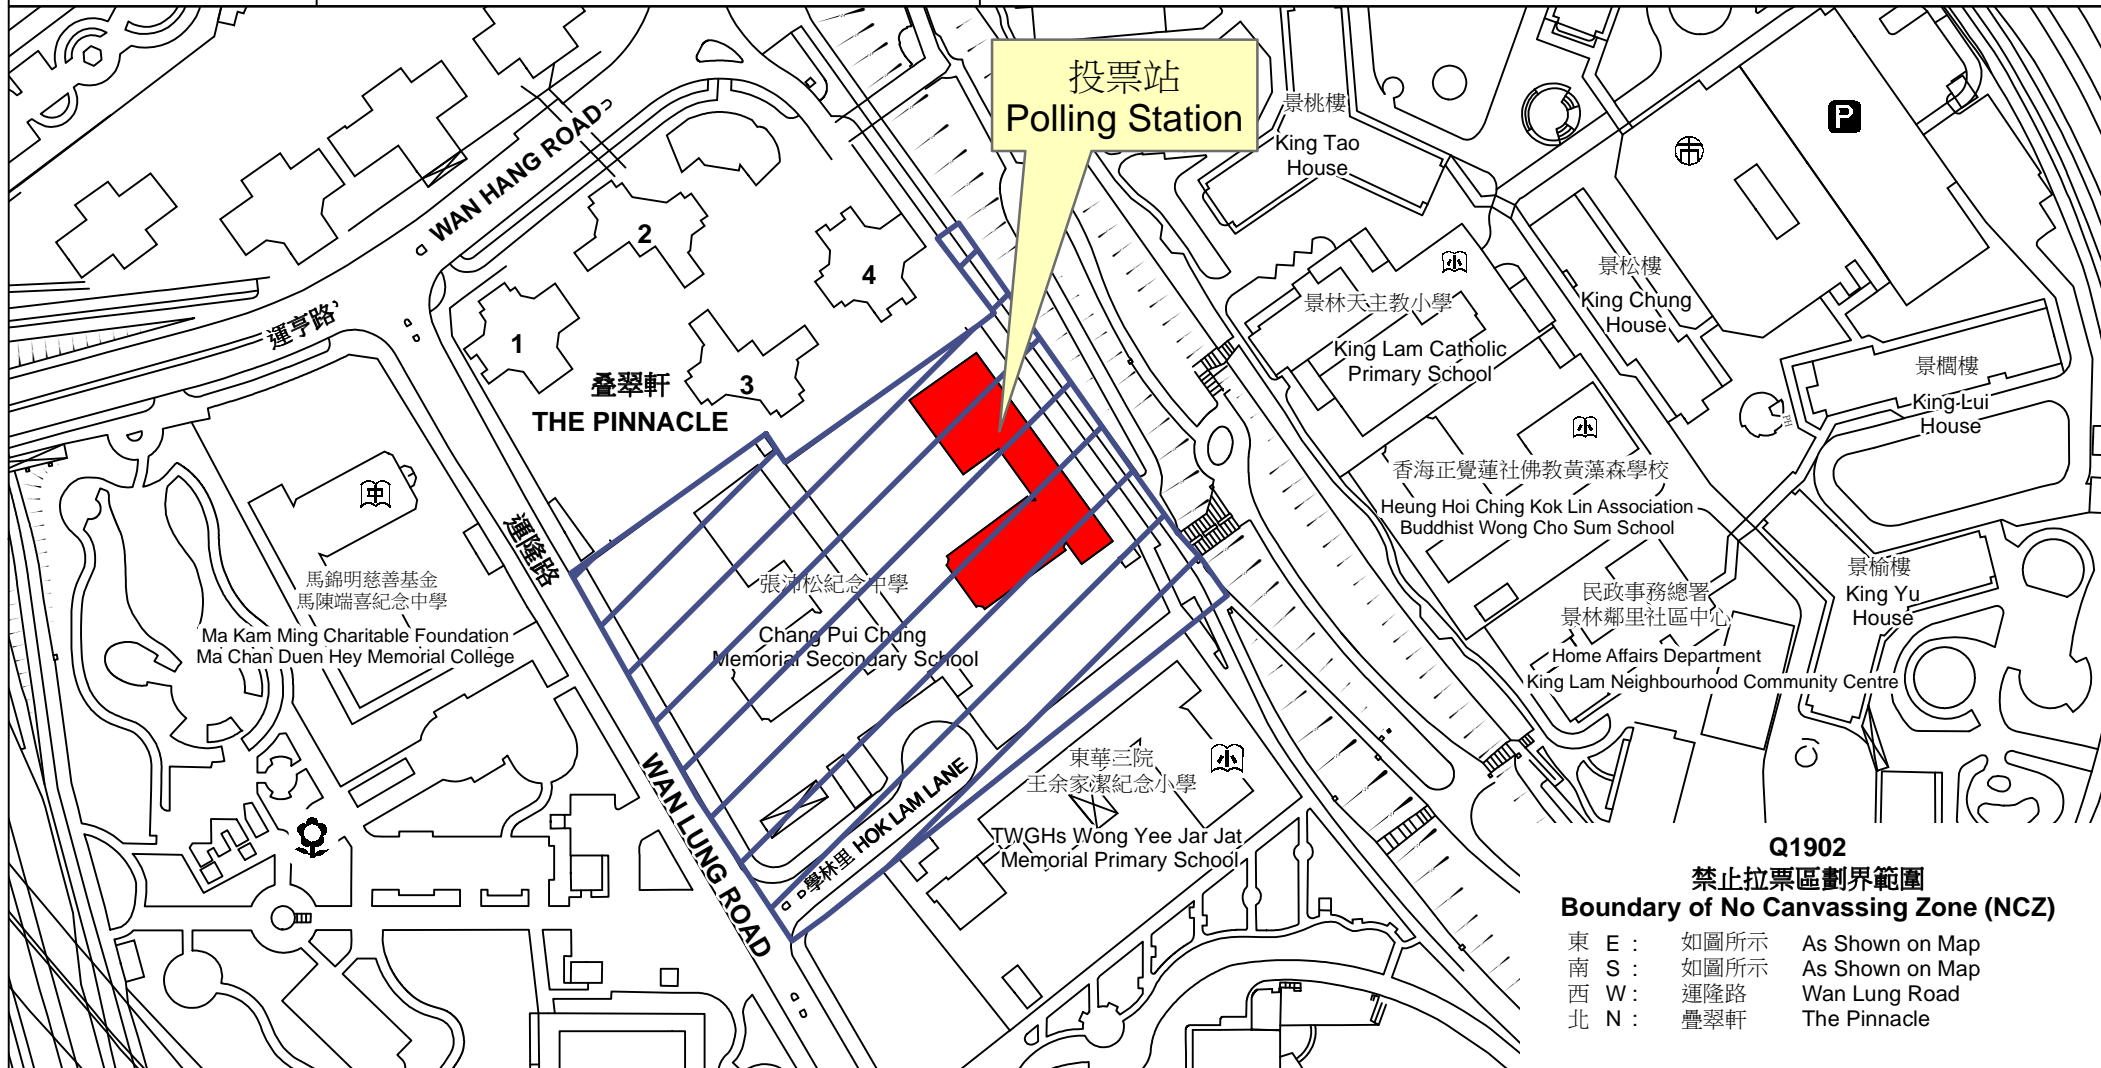 投票站
Polling Station
景桃樓
King Tao
House
P
WAN HANG ROAD
運亨路
1
2
3
4
叠翠軒
THE PINNACLE
景林天主教小學
King Lam Catholic
Primary School
小
景松樓
King Chung
House
景櫚樓
King Lui
House
小
香海正覺蓮社佛教黃藻森學校
Heung Hoi Ching Kok Lin Association
Buddhist Wong Cho Sum School
中
馬錦明慈善基金
馬陳端喜紀念中學
Ma Kam Ming Charitable Foundation
Ma Chan Duen Hey Memorial College
運隆路
張沛松紀念中學
Chang Pui Chung
Memorial Secondary School
民政事務總署
景林鄰里社區中心
Home Affairs Department
King Lam Neighbourhood Community Centre
景榆樓
King Yu
House
WAN LUNG ROAD
學林里 HOK LAM LANE
東華三院
王余家潔紀念小學
小
TWGHs Wong Yee Jar Jat
Memorial Primary School
Q1902
禁止拉票區劃界範圍
Boundary of No Canvassing Zone (NCZ)
東 E : 如圖所示 As Shown on Map
南 S : 如圖所示 As Shown on Map
西 W : 運隆路 Wan Lung Road
北 N : 疊翠軒 The Pinnacle